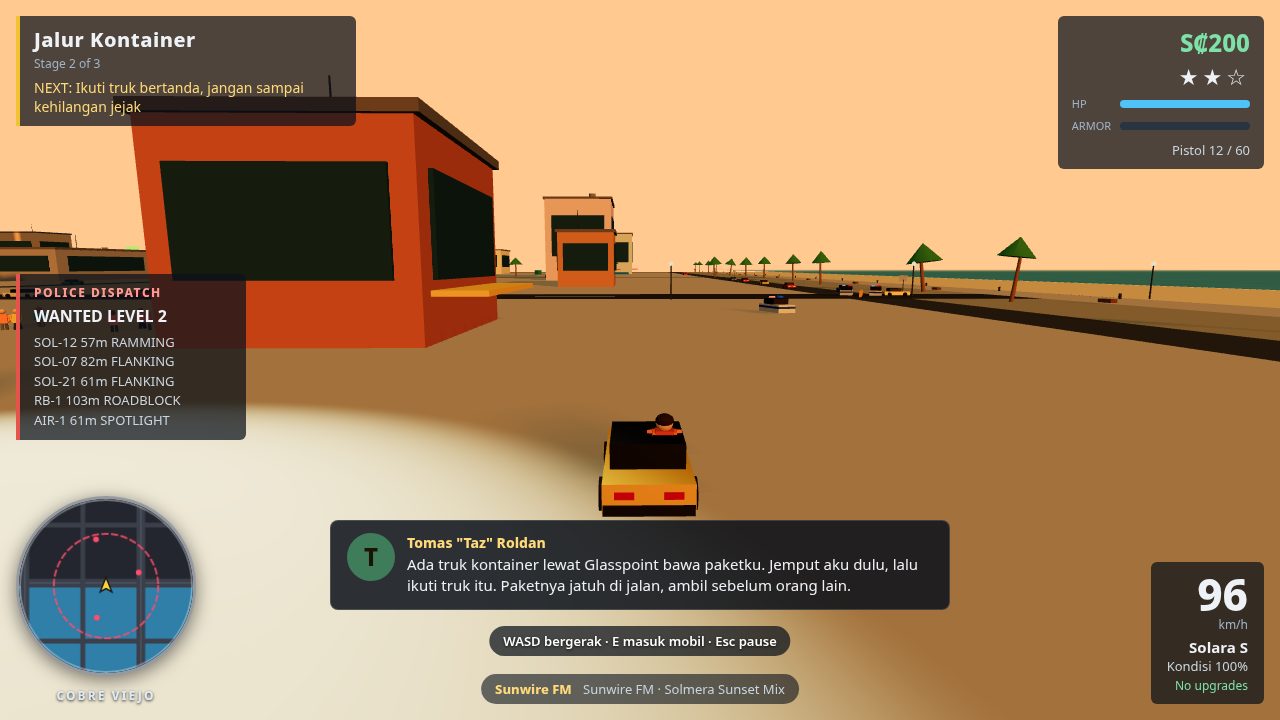 Jalur Kontainer
Stage 2 of 3
NEXT: Ikuti truk bertanda, jangan sampai
kehilangan jejak
S₡200
★ ★ ☆
HP
ARMOR
Pistol 12 / 60
POLICE DISPATCH
WANTED LEVEL 2
SOL-12 57m RAMMING
SOL-07 82m FLANKING
SOL-21 61m FLANKING
RB-1 103m ROADBLOCK
AIR-1 61m SPOTLIGHT
COBRE VIEJO
T
Tomas "Taz" Roldan
Ada truk kontainer lewat Glasspoint bawa paketku. Jemput aku dulu, lalu
ikuti truk itu. Paketnya jatuh di jalan, ambil sebelum orang lain.
WASD bergerak · E masuk mobil · Esc pause
Sunwire FM Sunwire FM · Solmera Sunset Mix
96
km/h
Solara S
Kondisi 100%
No upgrades